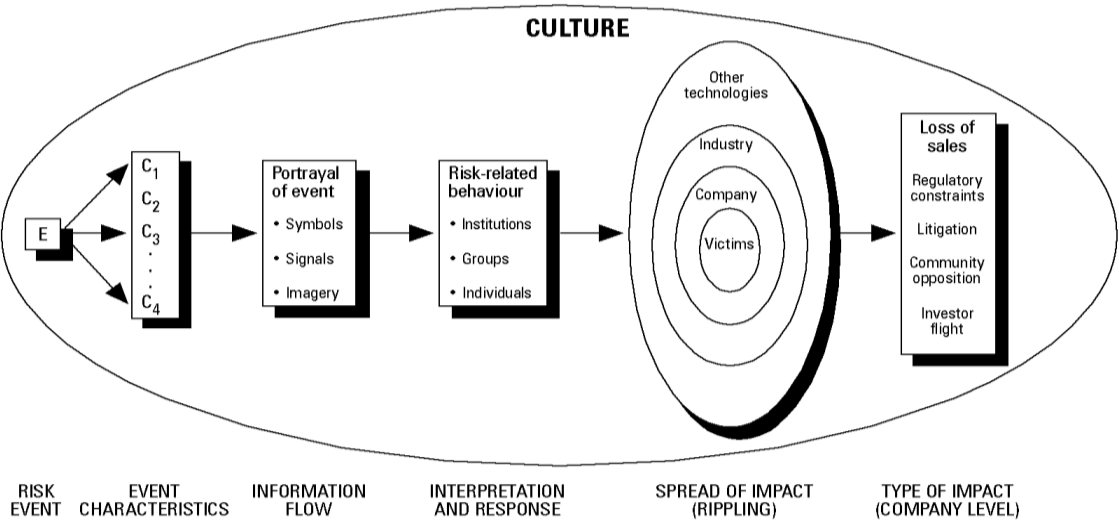 CULTURE
E
C1
C2
C3
.
.
.
C4
Portrayal
of event
• Symbols
• Signals
• Imagery
Risk-related
behaviour
• Institutions
• Groups
• Individuals
Other
technologies
Industry
Company
Victims
Loss of
sales
Regulatory
constraints
Litigation
Community
opposition
Investor
flight
RISK
EVENT
EVENT
CHARACTERISTICS
INFORMATION
FLOW
INTERPRETATION
AND RESPONSE
SPREAD OF IMPACT
(RIPPLING)
TYPE OF IMPACT
(COMPANY LEVEL)